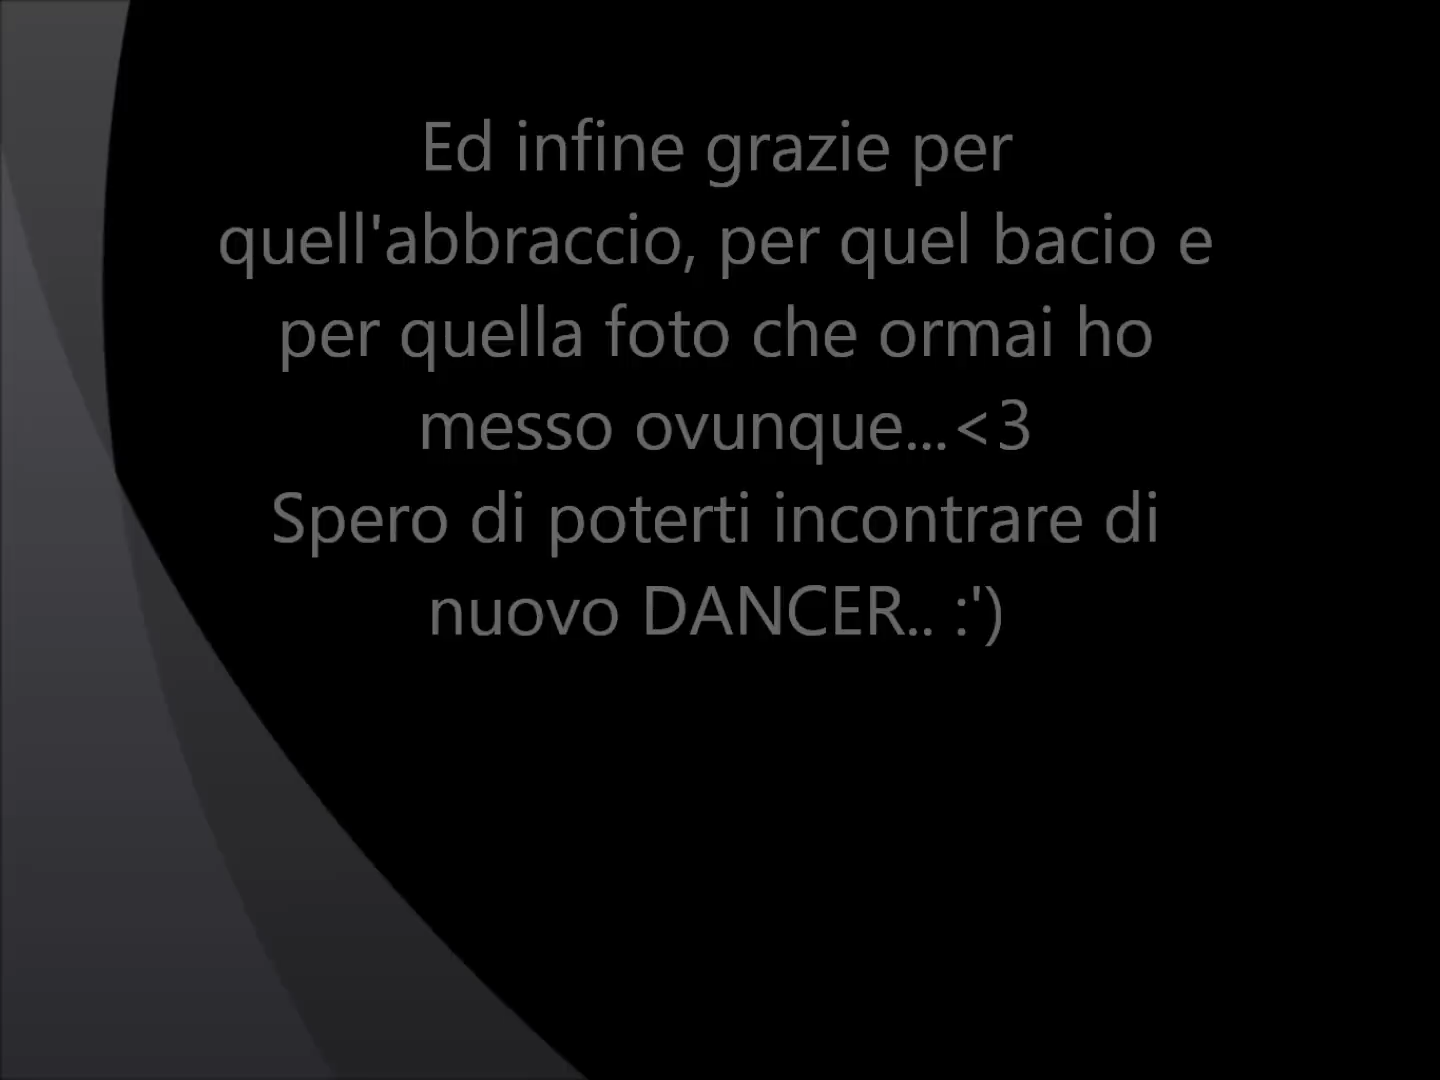 Ed infine grazie per
quell'abbraccio, per quel bacio e
per quella foto che ormai ho
messo ovunque...<3
Spero di poterti incontrare di
nuovo DANCER.. :')